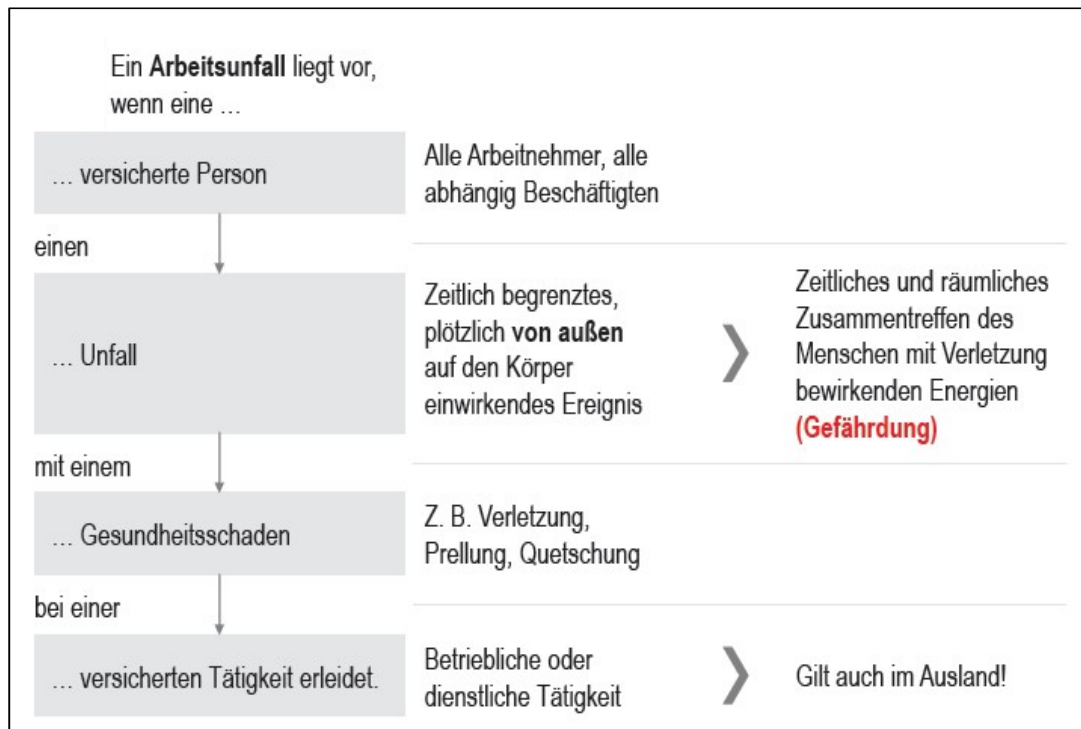 Ein Arbeitsunfall liegt vor,
wenn eine …
… versicherte Person
Alle Arbeitnehmer, alle
abhängig Beschäftigten
einen
… Unfall
Zeitlich begrenztes,
plötzlich von außen
auf den Körper
einwirkendes Ereignis
Zeitliches und räumliches
Zusammentreffen des
Menschen mit Verletzung
bewirkenden Energien
(Gefährdung)
mit einem
… Gesundheitsschaden
Z. B. Verletzung,
Prellung, Quetschung
bei einer
… versicherten Tätigkeit erleidet.
Betriebliche oder
dienstliche Tätigkeit
Gilt auch im Ausland!